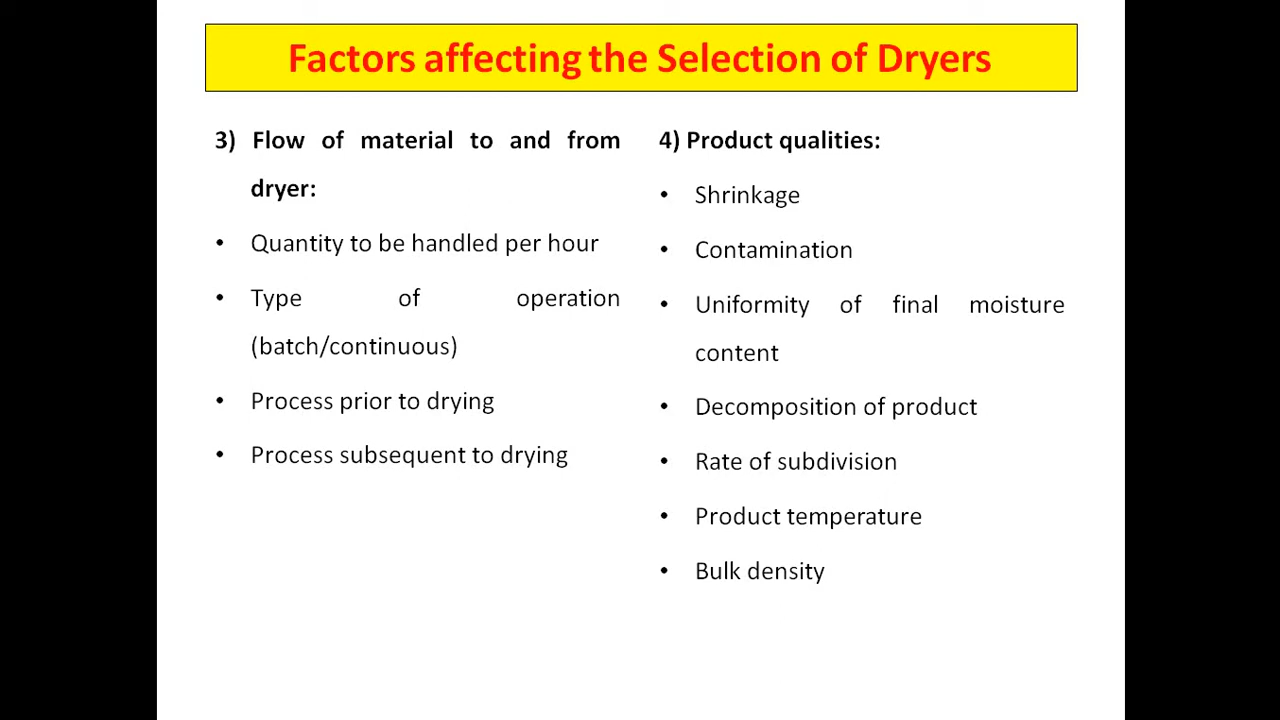 Factors affecting the Selection of Dryers
3) Flow of material to and from
dryer:
• Quantity to be handled per hour
• Type of operation
(batch/continuous)
• Process prior to drying
• Process subsequent to drying
4) Product qualities:
• Shrinkage
• Contamination
• Uniformity of final moisture
content
• Decomposition of product
• Rate of subdivision
• Product temperature
• Bulk density